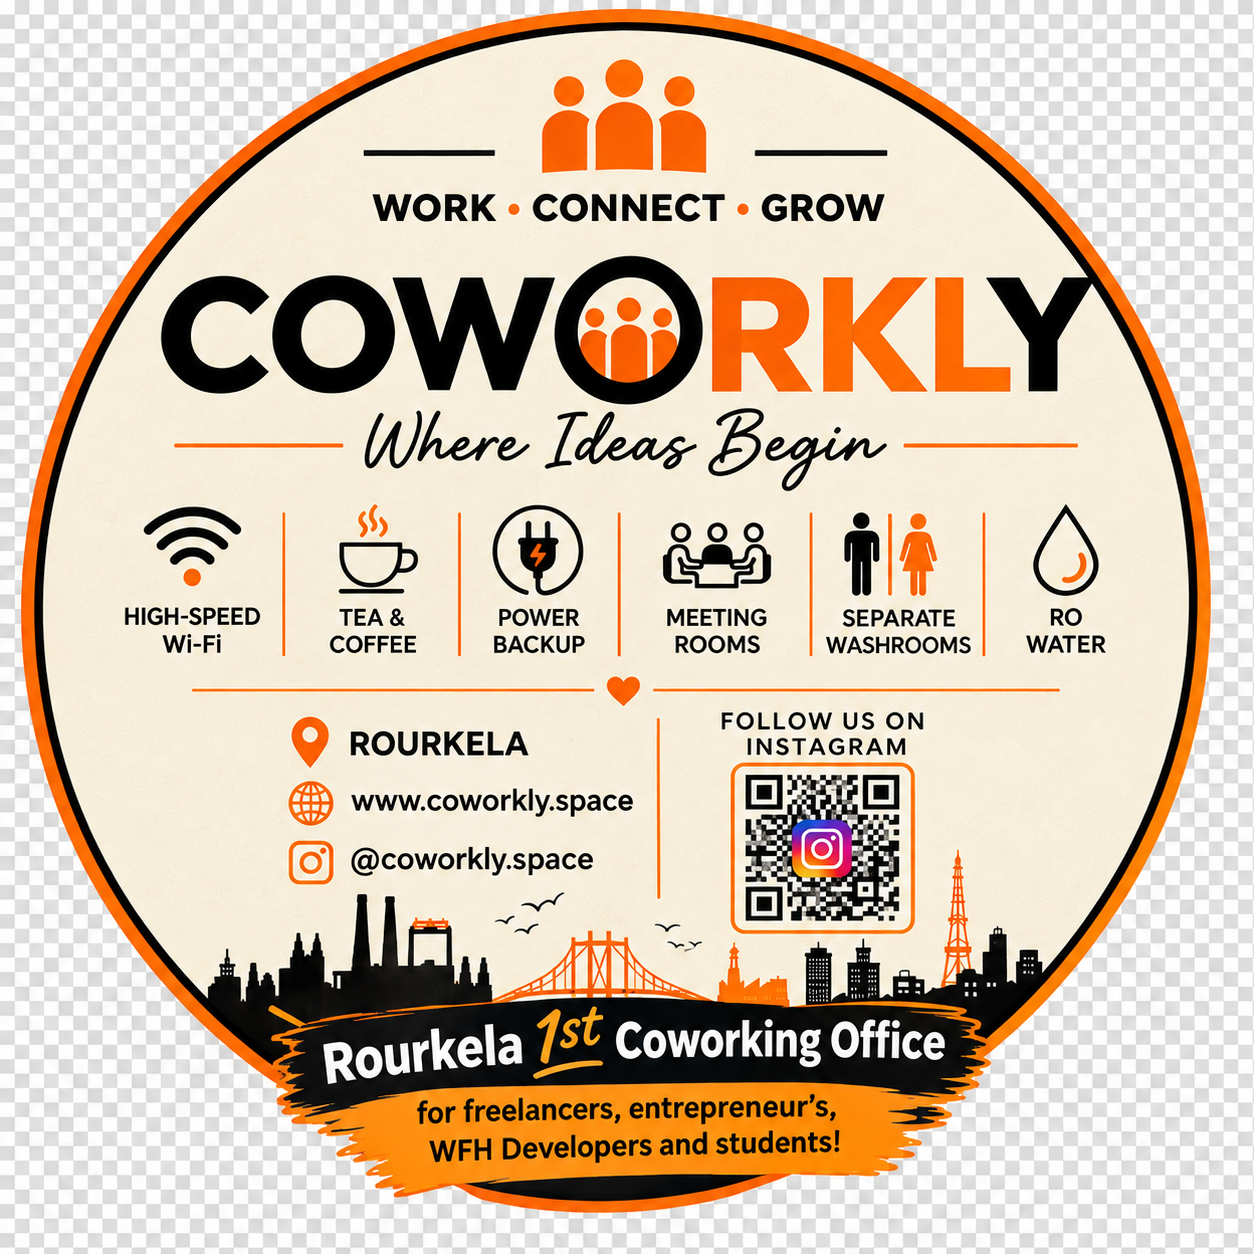 WORK • CONNECT • GROW
COWORKLY
Where Ideas Begin
HIGH-SPEED
Wi-Fi
TEA &
COFFEE
POWER
BACKUP
MEETING
ROOMS
SEPARATE
WASHROOMS
RO
WATER
ROURKELA
www.coworkly.space
@coworkly.space
FOLLOW US ON
INSTAGRAM
Rourkela 1st Coworking Office
for freelancers, entrepreneur's,
WFH Developers and students!